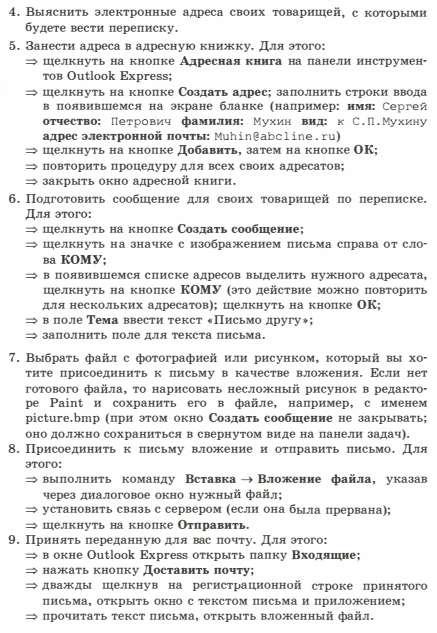 4. Выяснить электронные адреса своих товарищей, с которыми
будете вести переписку.
5. Занести адреса в адресную книжку. Для этого:
⇒ щелкнуть на кнопке Адресная книга на панели инструмен-
тов Outlook Express;
⇒ щелкнуть на кнопке Создать адрес; заполнить строки ввода
в появившемся на экране бланке (например: имя: Сергей
отчество: Петрович фамилия: Мухин вид: к С.П.Мухину
адрес электронной почты: Muhin@abcline.ru)
⇒ щелкнуть на кнопке Добавить, затем на кнопке ОК;
⇒ повторить процедуру для всех своих адресатов;
⇒ закрыть окно адресной книги.
6. Подготовить сообщение для своих товарищей по переписке.
Для этого:
⇒ щелкнуть на кнопке Создать сообщение;
⇒ щелкнуть на значке с изображением письма справа от сло-
ва КОМУ;
⇒ в появившемся списке адресов выделить нужного адресата,
щелкнуть на кнопке КОМУ (это действие можно повторить
для нескольких адресатов); щелкнуть на кнопке ОК;
⇒ в поле Тема ввести текст «Письмо другу»;
⇒ заполнить поле для текста письма.
7. Выбрать файл с фотографией или рисунком, который вы хо-
тите присоединить к письму в качестве вложения. Если нет
готового файла, то нарисовать несложный рисунок в редакто-
ре Paint и сохранить его в файле, например, с именем
picture.bmp (при этом окно Создать сообщение не закрывать;
оно должно сохраниться в свернутом виде на панели задач).
8. Присоединить к письму вложение и отправить письмо. Для
этого:
⇒ выполнить команду Вставка → Вложение файла, указав
через диалоговое окно нужный файл;
⇒ установить связь с сервером (если она была прервана);
⇒ щелкнуть на кнопке Отправить.
9. Принять переданную для вас почту. Для этого:
⇒ в окне Outlook Express открыть папку Входящие;
⇒ нажать кнопку Доставить почту;
⇒ дважды щелкнув на регистрационной строке принятого
письма, открыть окно с текстом письма и приложением;
⇒ прочитать текст письма, открыть вложенный файл.